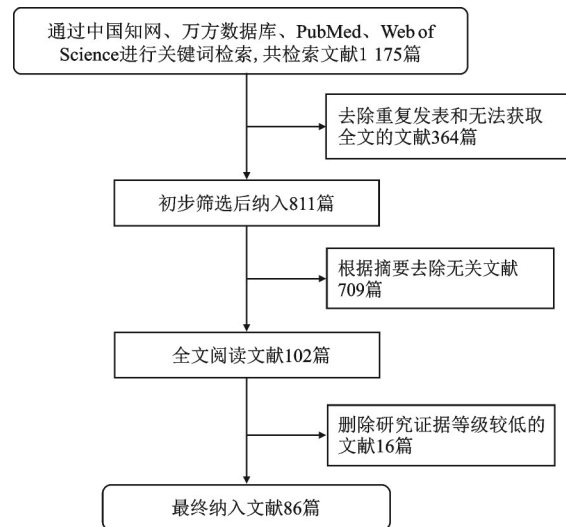 通过中国知网、万方数据库、PubMed、Web of
Science进行关键词检索,共检索文献1 175篇
去除重复发表和无法获取
全文的文献364篇
初步筛选后纳入811篇
根据摘要去除无关文献
709篇
全文阅读文献102篇
删除研究证据等级较低的
文献16篇
最终纳入文献86篇